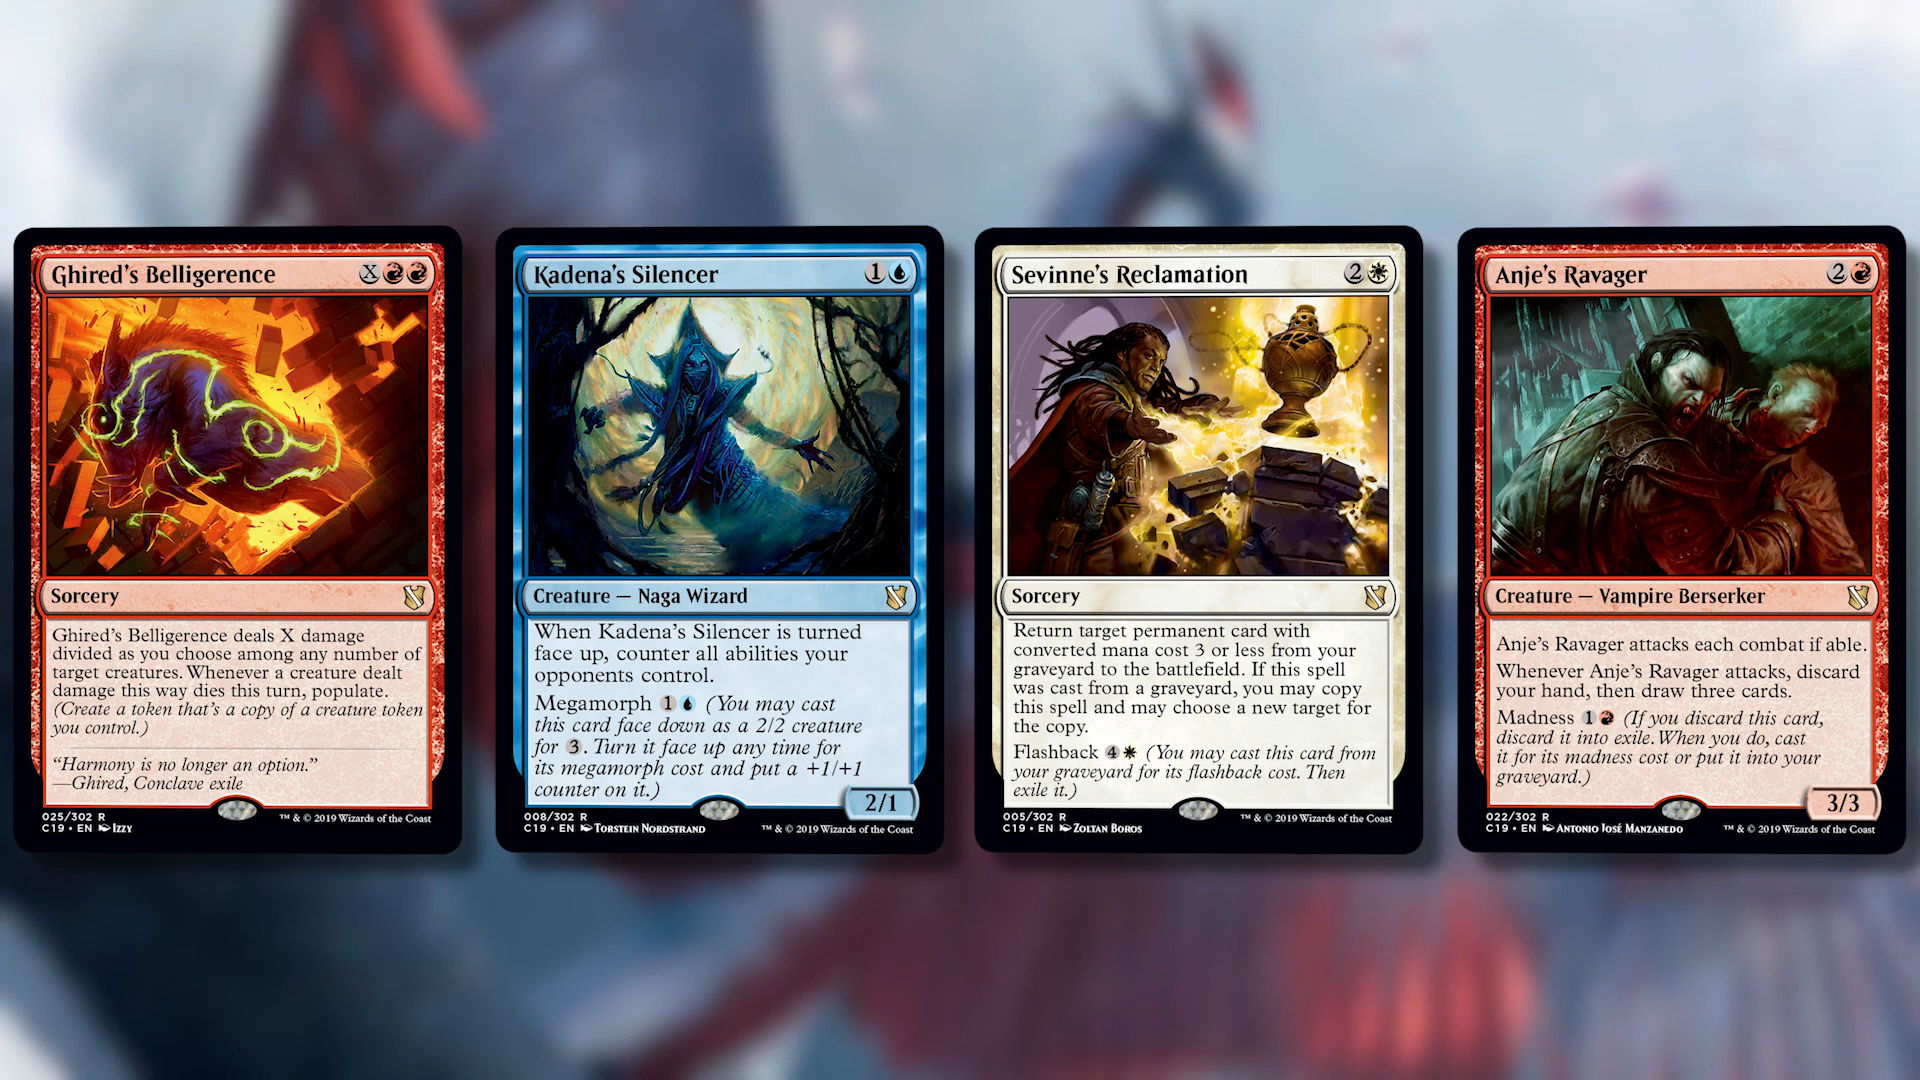 Ghired's Belligerence X
Sorcery
Ghired's Belligerence deals X damage
divided as you choose among any number of
target creatures. Whenever a creature dealt
damage this way dies this turn, populate.
(Create a token that's a copy of a creature token
you control.)
"Harmony is no longer an option."
—Ghired, Conclave exile
025/302 R
C19 • EN Izzy
™ & © 2019 Wizards of the Coast
Kadena's Silencer 1
Creature — Naga Wizard
When Kadena's Silencer is turned
face up, counter all abilities your
opponents control.
Megamorph 1 (You may cast
this card face down as a 2/2 creature
for 3. Turn it face up any time for
its megamorph cost and put a +1/+1
counter on it.)
2/1
008/302 R
C19 • EN Torstein Nordstrand
™ & © 2019 Wizards of the Coast
Sevinne's Reclamation 2
Sorcery
Return target permanent card with
converted mana cost 3 or less from your
graveyard to the battlefield. If this spell
was cast from a graveyard, you may copy
this spell and may choose a new target for
the copy.
Flashback 4 (You may cast this card from
your graveyard for its flashback cost. Then
exile it.)
005/302 R
C19 • EN Zoltan Boros
™ & © 2019 Wizards of the Coast
Anje's Ravager 2
Creature — Vampire Berserker
Anje's Ravager attacks each combat if able.
Whenever Anje's Ravager attacks, discard
your hand, then draw three cards.
Madness 1 (If you discard this card,
discard it into exile. When you do, cast
it for its madness cost or put it into your
graveyard.)
3/3
022/302 R
C19 • EN Antonio José Manzanedo
™ & © 2019 Wizards of the Coast